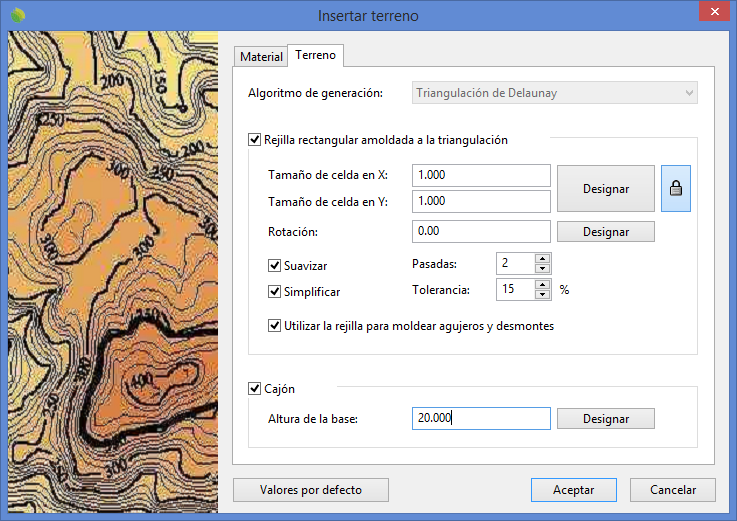 Insertar terreno
Material Terreno
Algoritmo de generación: Triangulación de Delaunay
Rejilla rectangular amoldada a la triangulación
Tamaño de celda en X: 1.000 Designar
Tamaño de celda en Y: 1.000
Rotación: 0.00 Designar
Suavizar Pasadas: 2
Simplificar Tolerancia: 15 %
Utilizar la rejilla para moldear agujeros y desmontes
Cajón
Altura de la base: 20.000 Designar
Valores por defecto Aceptar Cancelar
200
150
250
200
300
300
300
400
300
250
300